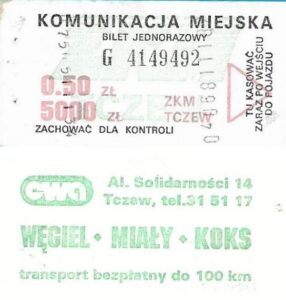 KOMUNIKACJA MIEJSKA
BILET JEDNORAZOWY
G 4149492
0.50 ZŁ
5000 ZŁ
ZKM
TCZEW
ZACHOWAĆ DLA KONTROLI
TU KASOWAĆ
ZARAZ PO WEJŚCIU
DO POJAZDU
Al. Solidarności 14
Tczew, tel. 31 51 17
WĘGIEL • MIAŁY • KOKS
transport bezpłatny do 100 km